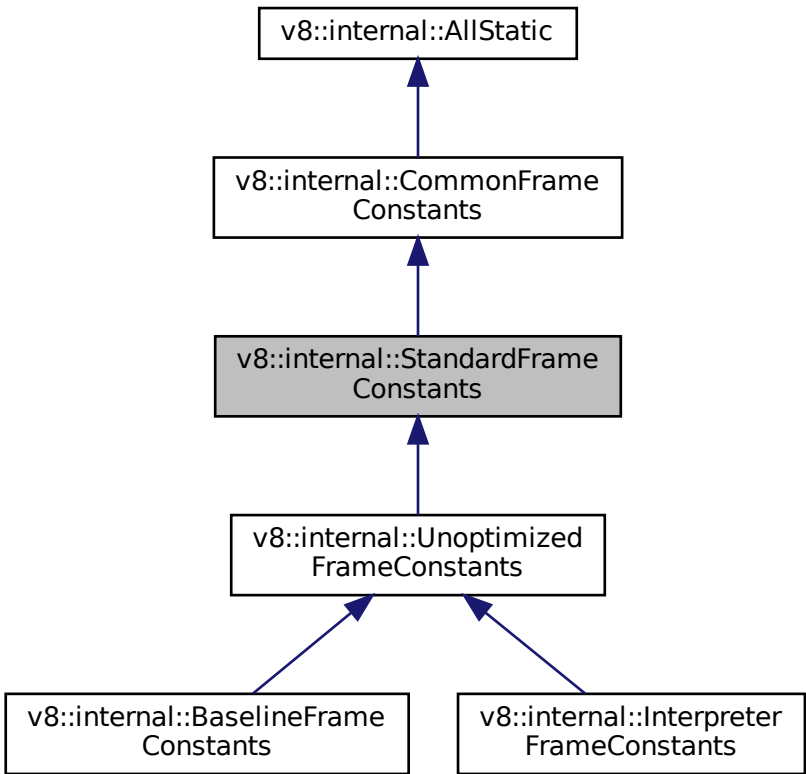 v8::internal::AllStatic
v8::internal::CommonFrame
Constants
v8::internal::StandardFrame
Constants
v8::internal::Unoptimized
FrameConstants
v8::internal::BaselineFrame
Constants
v8::internal::Interpreter
FrameConstants